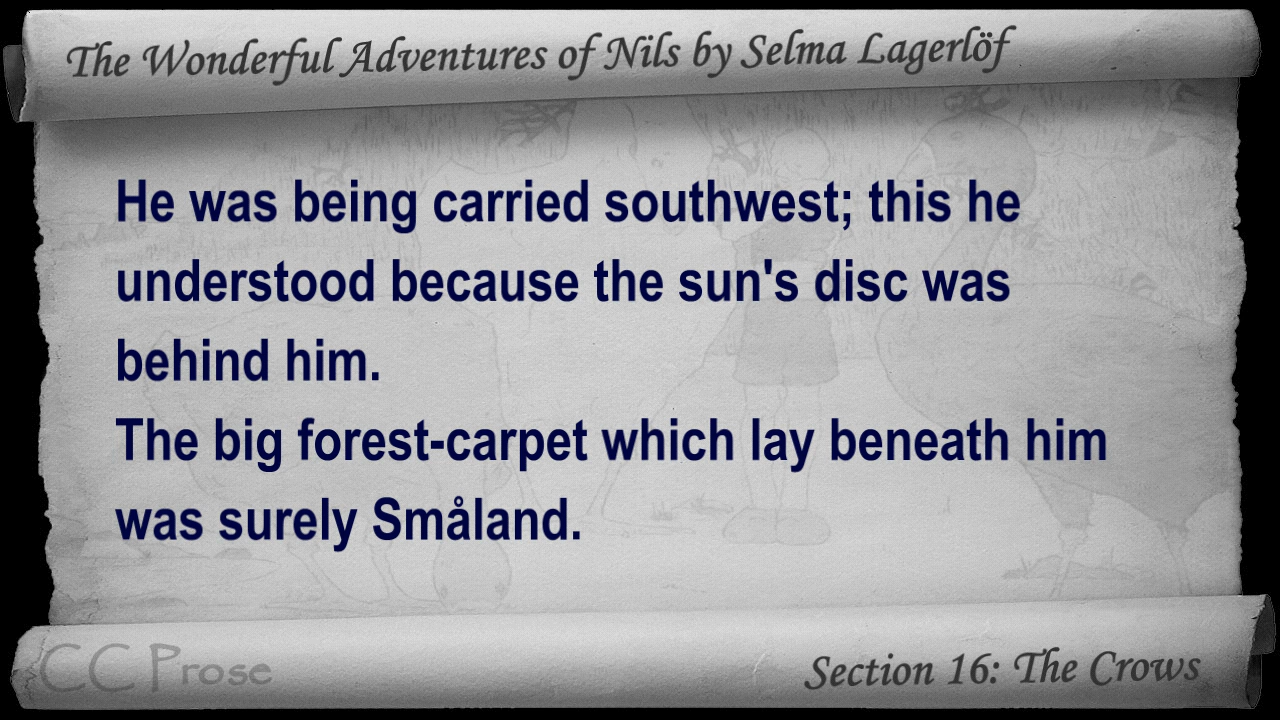 The Wonderful Adventures of Nils by Selma Lagerlöf
He was being carried southwest; this he
understood because the sun's disc was
behind him.
The big forest-carpet which lay beneath him
was surely Småland.
CC Prose
Section 16: The Crows